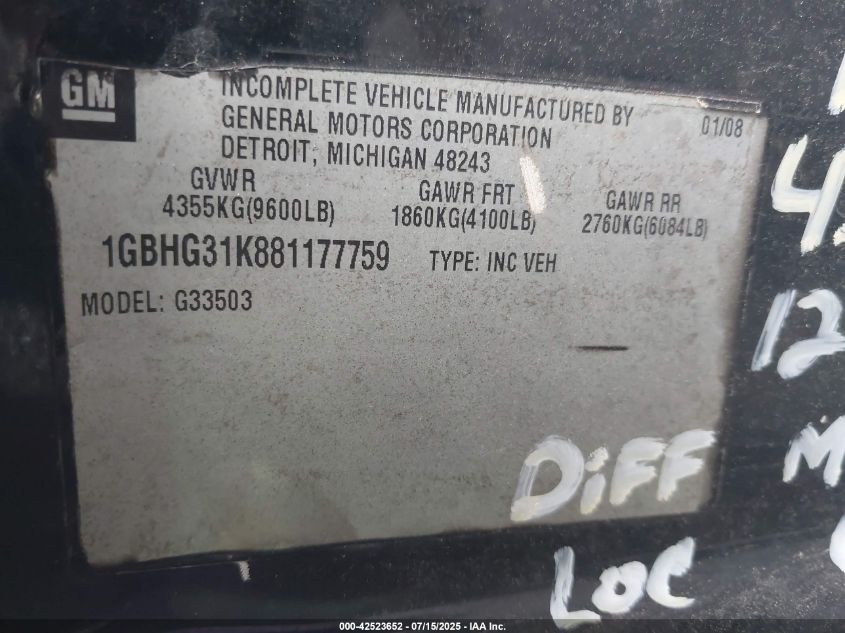 GM
INCOMPLETE VEHICLE MANUFACTURED BY
GENERAL MOTORS CORPORATION
DETROIT, MICHIGAN 48243
01/08
GVWR
4355KG(9600LB)
GAWR FRT
1860KG(4100LB)
GAWR RR
2760KG(6084LB)
1GBHG31K881177759
TYPE: INC VEH
MODEL: G33503
12
DiFF
LOC
000-42523652 - 07/15/2025 - IAA Inc.